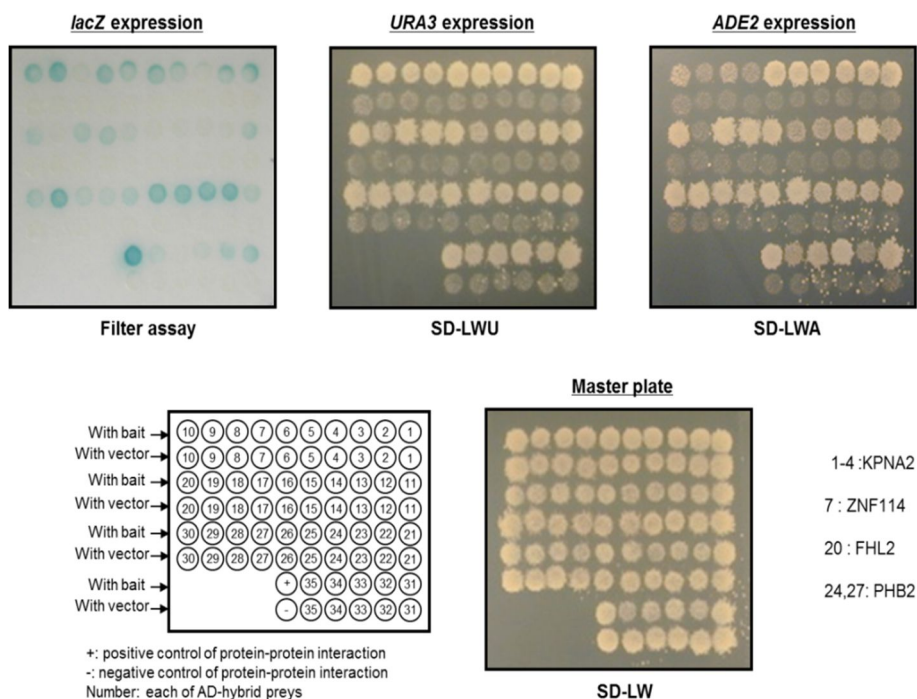 lacZ expression
URA3 expression
ADE2 expression
Filter assay
SD-LWU
SD-LWA
Master plate
With bait
10 9 8 7 6 5 4 3 2 1
With vector
10 9 8 7 6 5 4 3 2 1
With bait
20 19 18 17 16 15 14 13 12 11
With vector
20 19 18 17 16 15 14 13 12 11
With bait
30 29 28 27 26 25 24 23 22 21
With vector
30 29 28 27 26 25 24 23 22 21
With bait
+ 35 34 33 32 31
With vector
- 35 34 33 32 31
1-4 :KPNA2
7 : ZNF114
20 : FHL2
24,27: PHB2
+: positive control of protein-protein interaction
-: negative control of protein-protein interaction
Number: each of AD-hybrid preys
SD-LW